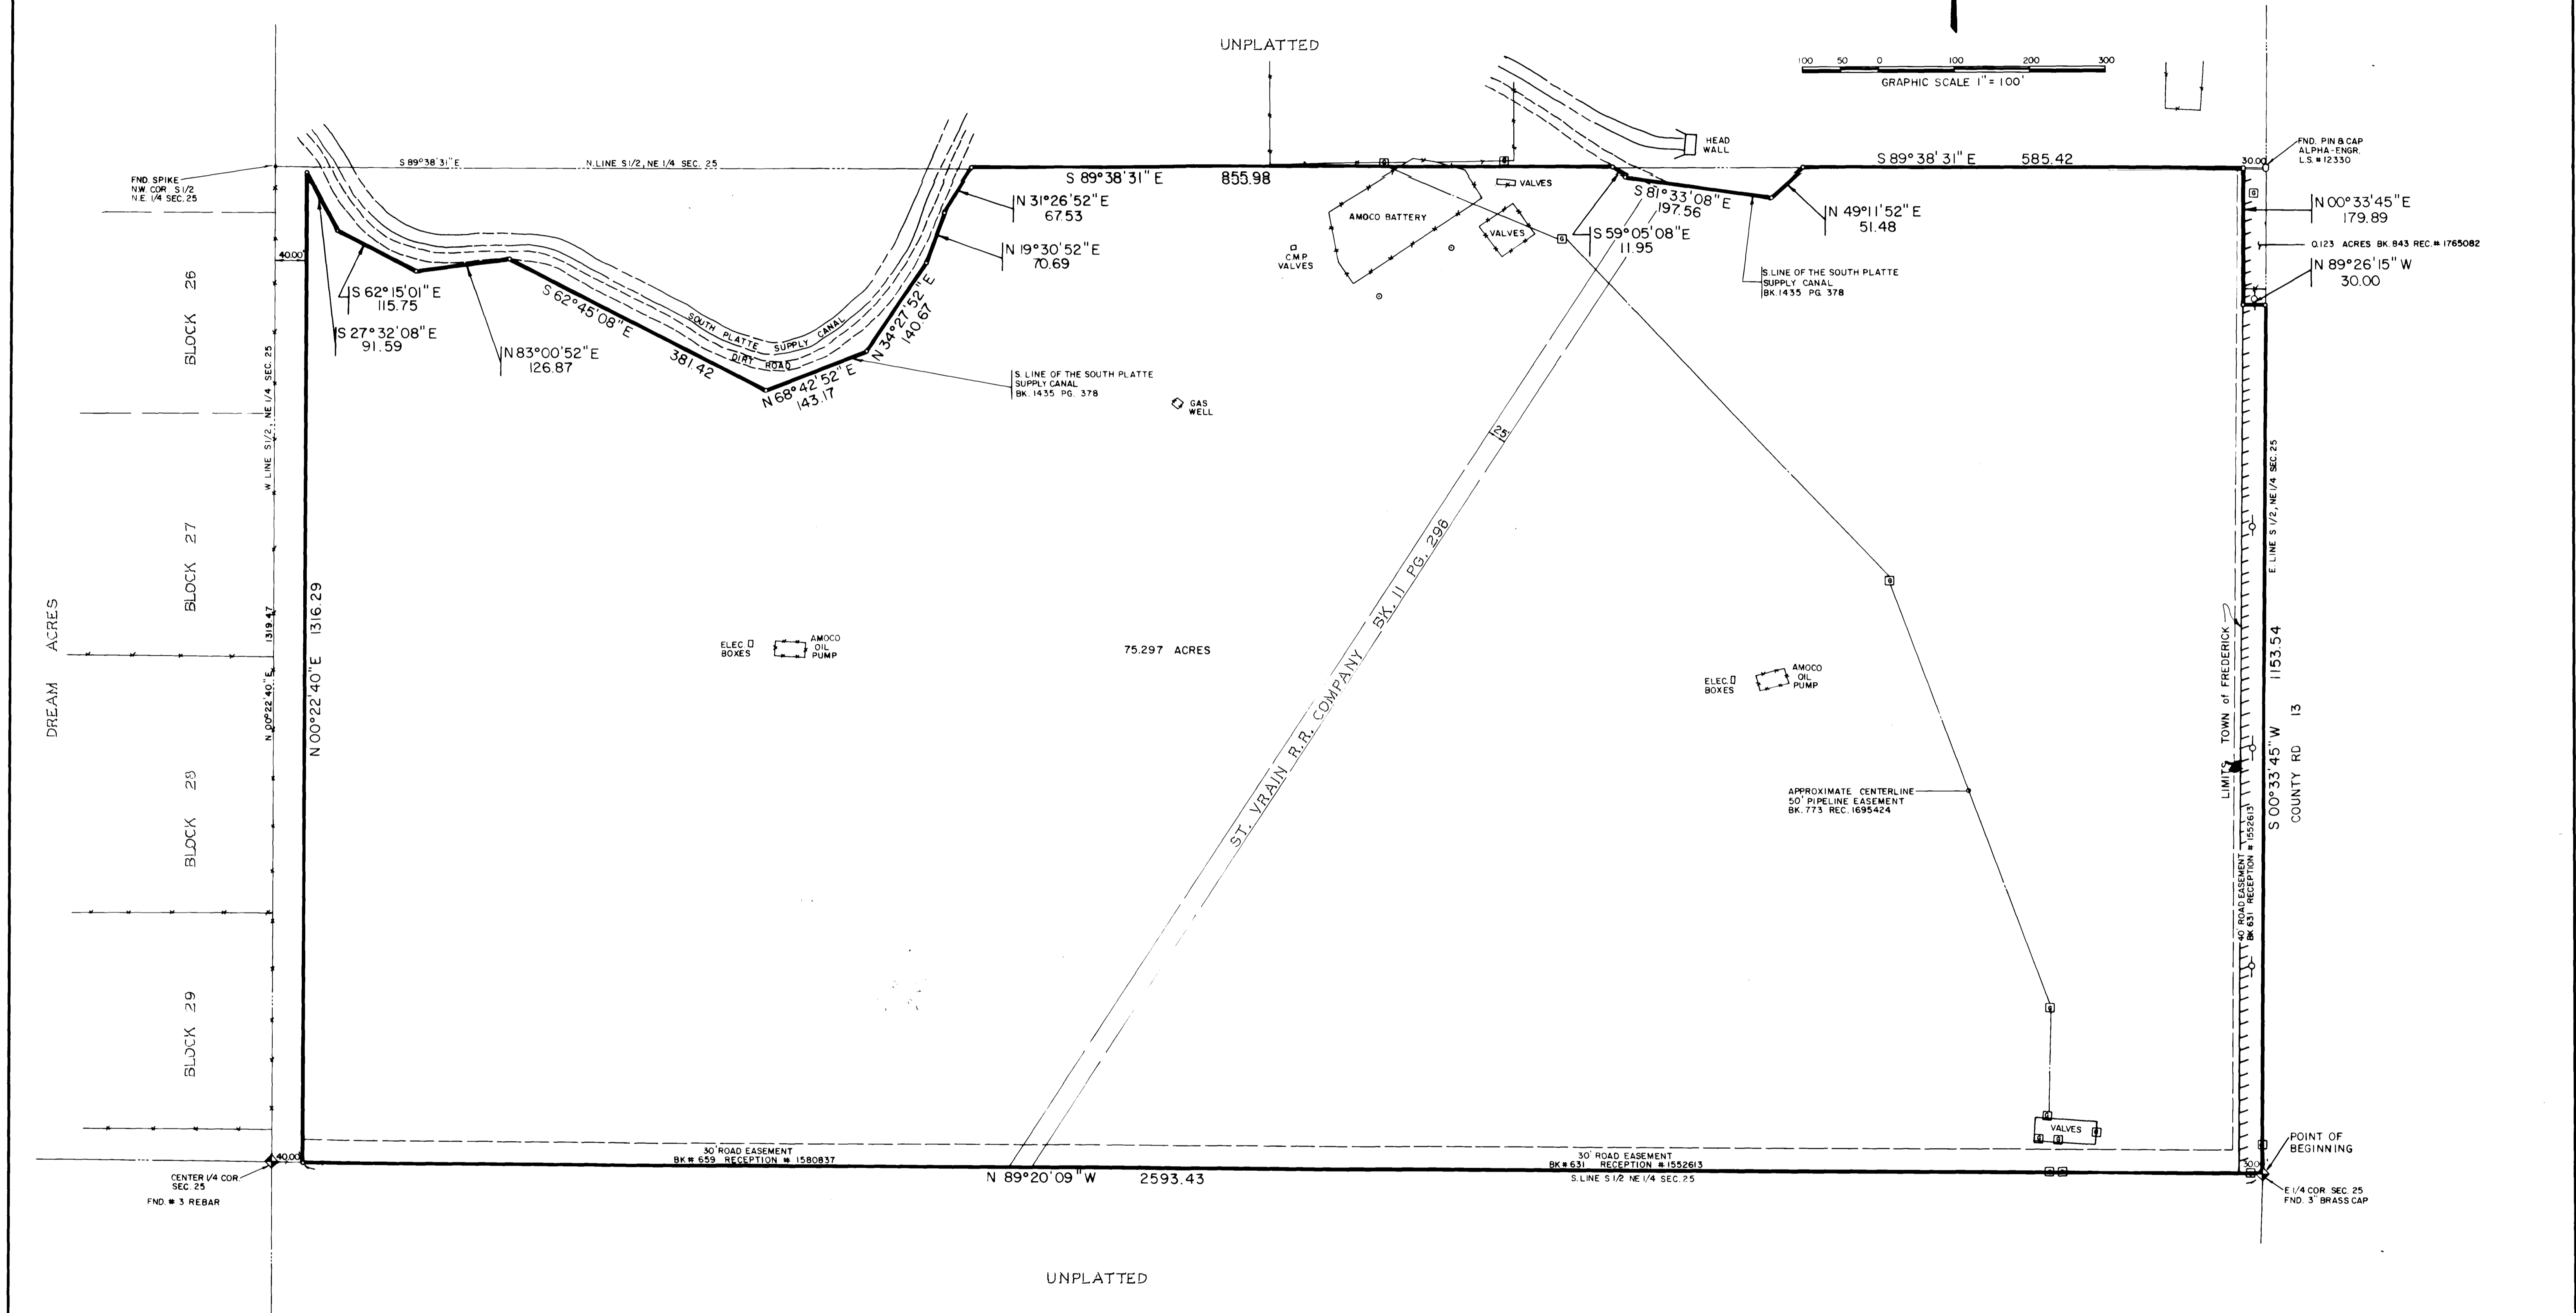 UNPLATTED
100 50 0 100 200 300
GRAPHIC SCALE 1" = 100'
HEAD
WALL
FND. PIN & CAP
ALPHA-ENGR.
L.S. # 12330
S 89°38'31" E
N. LINE S 1/2, NE 1/4 SEC. 25
S 89°38'31" E 855.98
S 89°38'31" E 585.42
30.00'
FND. SPIKE
N.W. COR. S 1/2
N.E. 1/4 SEC. 25
N 31°26'52" E
67.53
N 19°30'52" E
70.69
VALVES
AMOCO BATTERY
VALVES
C.M.P.
VALVES
S 81°33'08" E
197.56
S 59°05'08" E
11.95
N 49°11'52" E
51.48
S. LINE OF THE SOUTH PLATTE
SUPPLY CANAL
BK. 1435 PG. 378
N 00°33'45" E
179.89
0.123 ACRES BK. 843 REC. # 1765082
N 89°26'15" W
30.00
40.00'
S 62°15'01" E
115.75
S 27°32'08" E
91.59
N 83°00'52" E
126.87
S 62°45'08" E
381.42
SOUTH PLATTE SUPPLY CANAL
DIRT ROAD
N 68°42'52" E
143.17
N 34°27'52" E
140.67
S. LINE OF THE SOUTH PLATTE
SUPPLY CANAL
BK. 1435 PG. 378
GAS
WELL
25'
DREAM ACRES
BLOCK 26
BLOCK 27
BLOCK 28
BLOCK 29
W LINE S 1/2, NE 1/4 SEC. 25
N 00°22'40" E 1319.47
N 00°22'40" E 1316.29
ELEC.
BOXES
AMOCO
OIL
PUMP
75.297 ACRES
ST. VRAIN R.R. COMPANY BK. 11 PG. 296
ELEC.
BOXES
AMOCO
OIL
PUMP
APPROXIMATE CENTERLINE
50' PIPELINE EASEMENT
BK. 773 REC. 1695424
LIMITS TOWN of FREDERICK
40' ROAD EASEMENT
BK 631 RECEPTION # 1552613
E. LINE S 1/2, NE 1/4 SEC. 25
S 00°33'45" W 1153.54
COUNTY RD 13
VALVES
POINT OF
BEGINNING
30.00'
E 1/4 COR. SEC. 25
FND. 3" BRASS CAP
40.00'
CENTER 1/4 COR.
SEC. 25
FND. # 3 REBAR
30' ROAD EASEMENT
BK # 659 RECEPTION # 1580837
N 89°20'09" W 2593.43
30' ROAD EASEMENT
BK # 631 RECEPTION # 1552613
S. LINE S 1/2 NE 1/4 SEC. 25
UNPLATTED